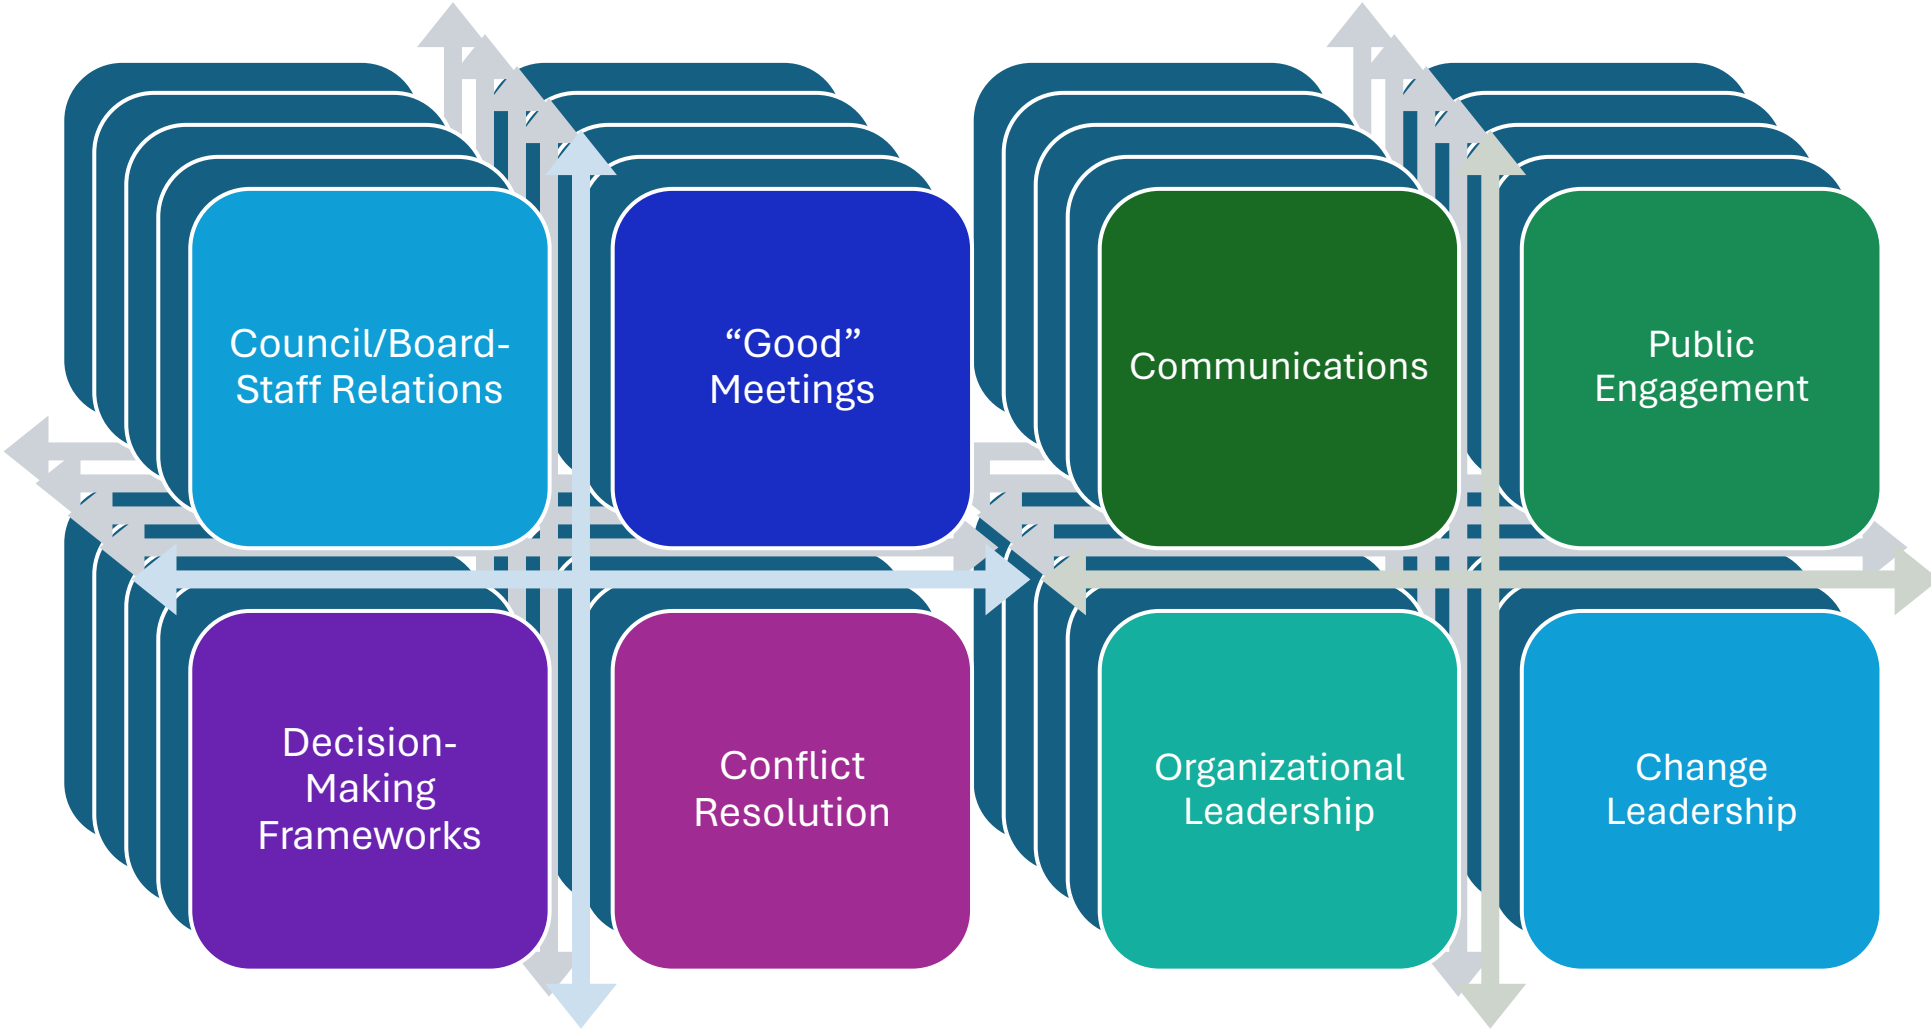 Council/Board-
Staff Relations
“Good”
Meetings
Communications
Public
Engagement
Decision-
Making
Frameworks
Conflict
Resolution
Organizational
Leadership
Change
Leadership